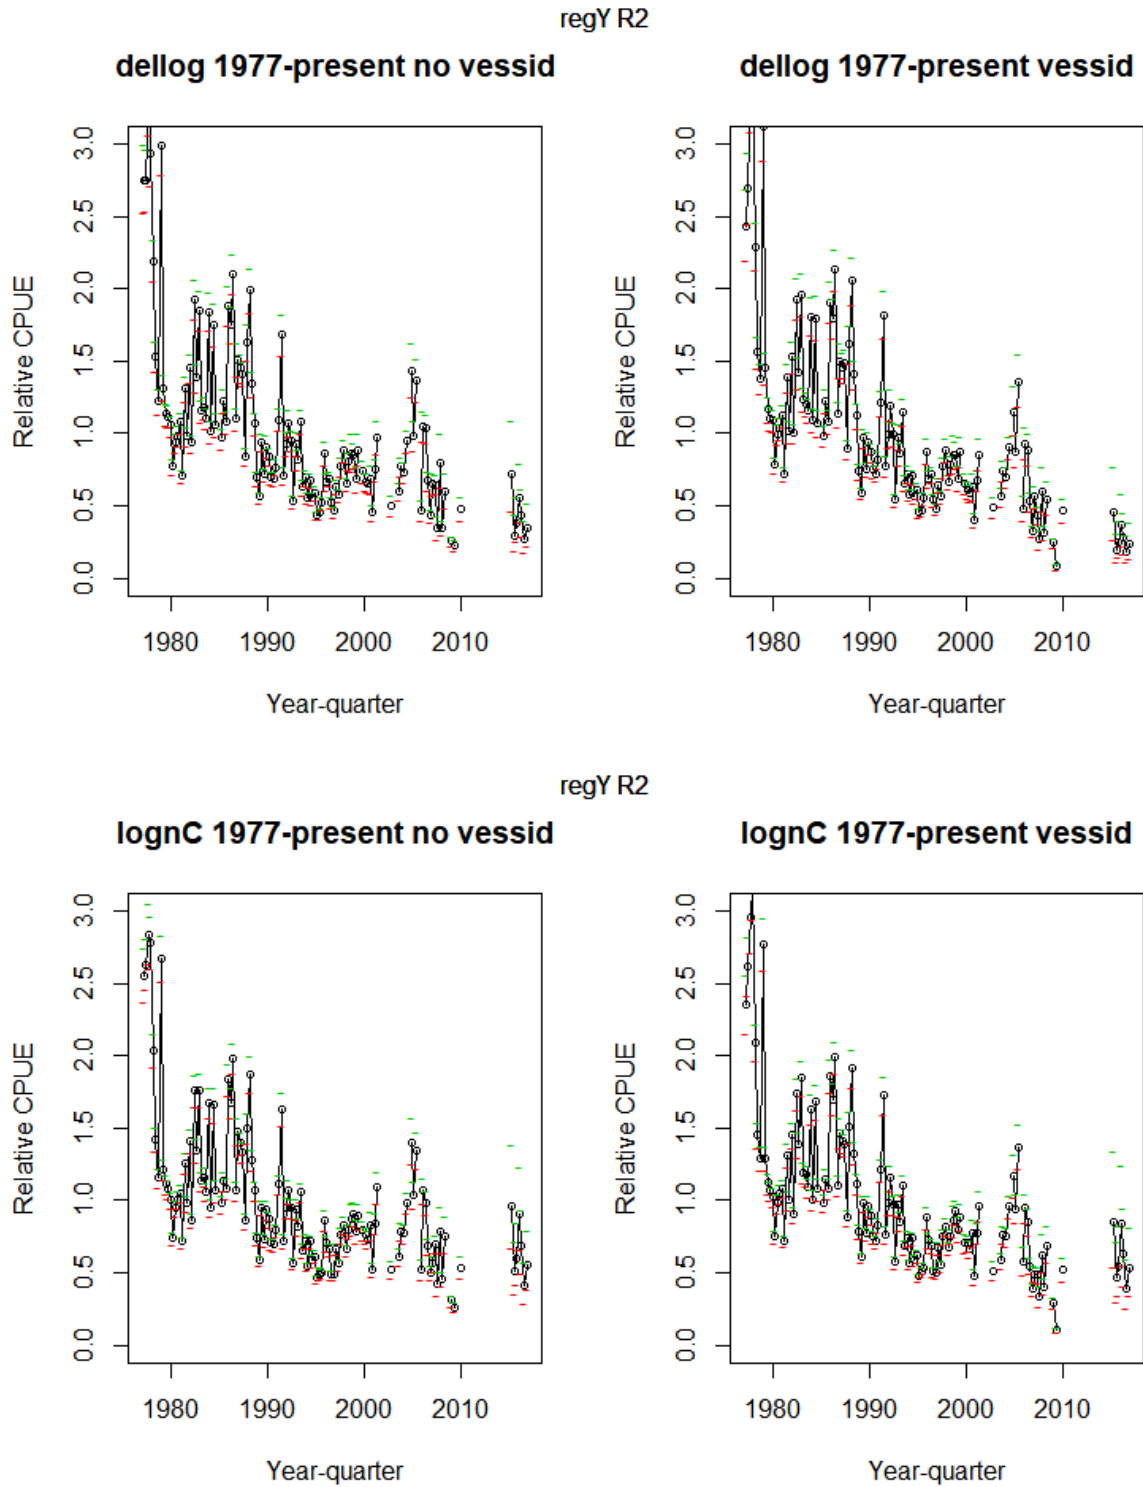 regY R2
dellog 1977-present no vessid
dellog 1977-present vessid
Relative CPUE
3.0
2.5
2.0
1.5
1.0
0.5
0.0
1980 1990 2000 2010
Year-quarter
Relative CPUE
3.0
2.5
2.0
1.5
1.0
0.5
0.0
1980 1990 2000 2010
Year-quarter
regY R2
lognC 1977-present no vessid
lognC 1977-present vessid
Relative CPUE
3.0
2.5
2.0
1.5
1.0
0.5
0.0
1980 1990 2000 2010
Year-quarter
Relative CPUE
3.0
2.5
2.0
1.5
1.0
0.5
0.0
1980 1990 2000 2010
Year-quarter